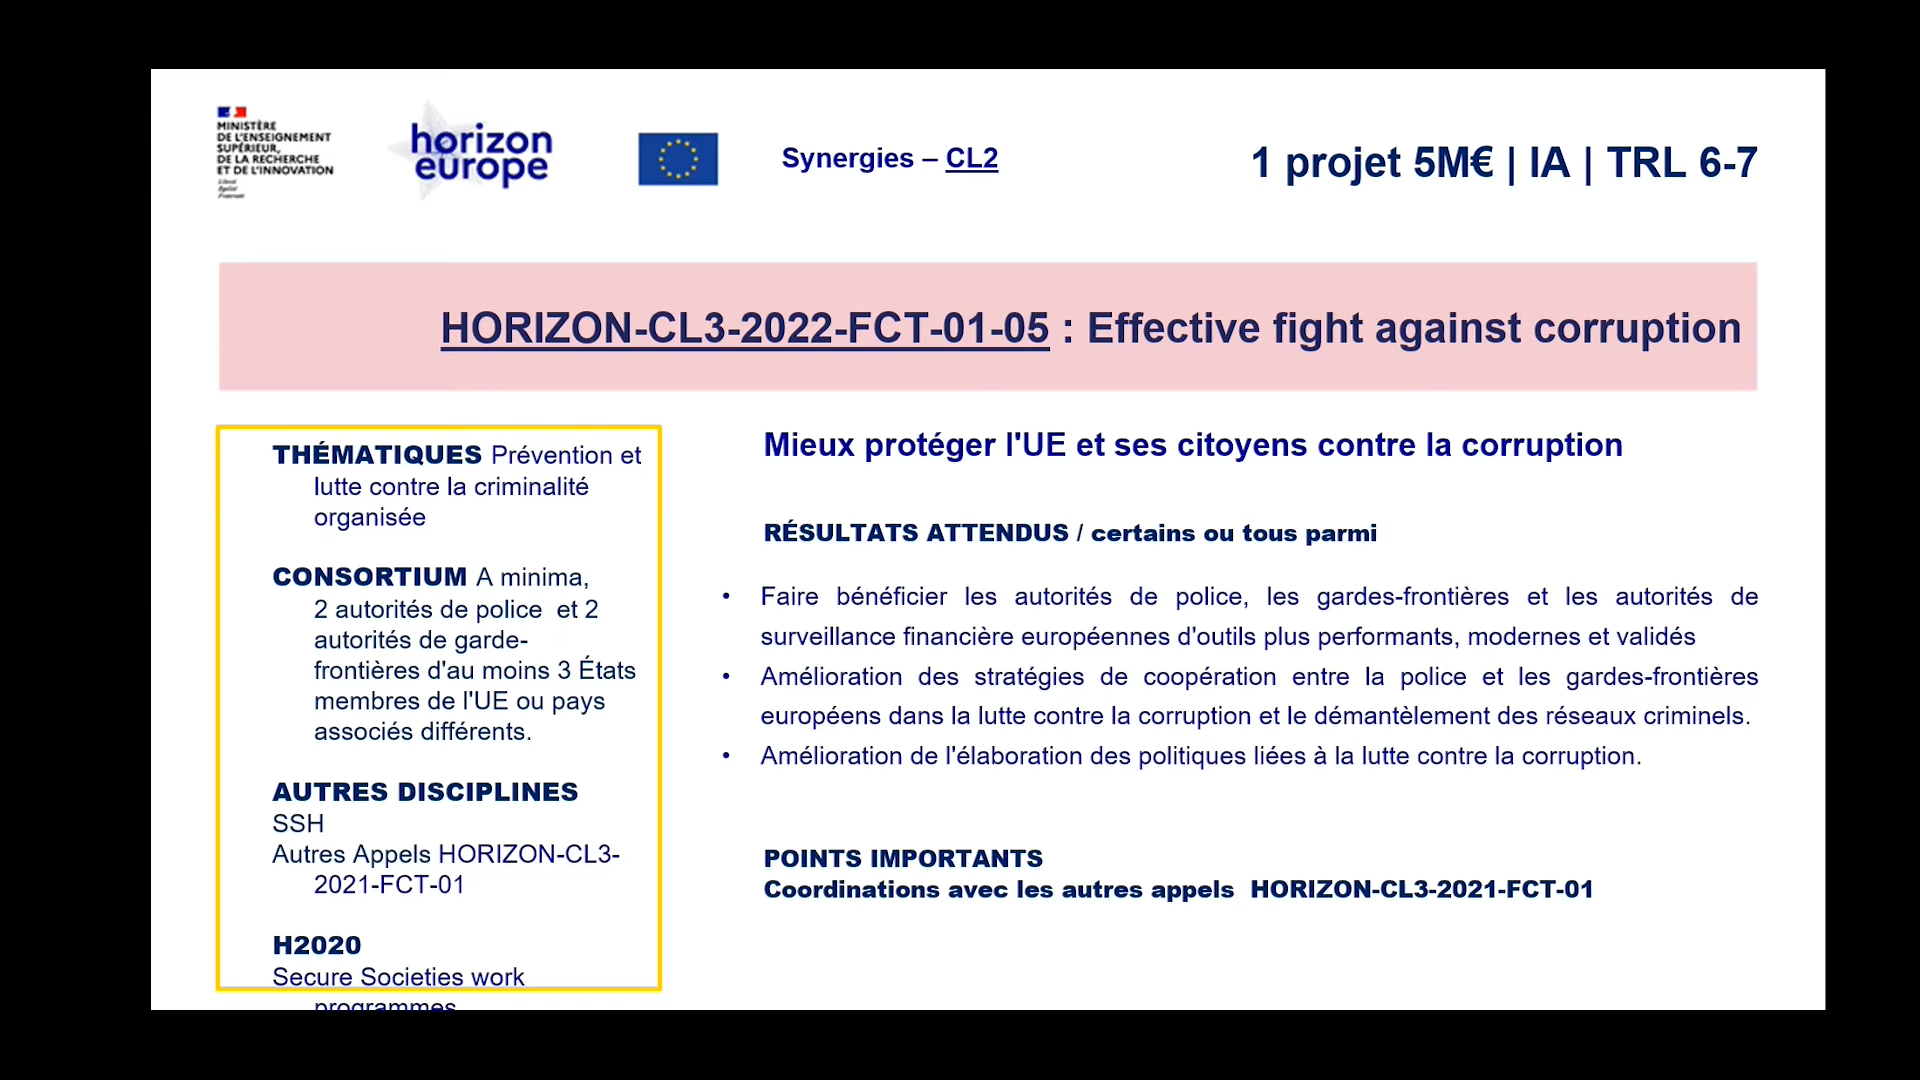 MINISTÈRE
DE L'ENSEIGNEMENT
SUPÉRIEUR,
DE LA RECHERCHE
ET DE L'INNOVATION
Liberté
Égalité
Fraternité
horizon
europe
Synergies – CL2
1 projet 5M€ | IA | TRL 6-7
HORIZON-CL3-2022-FCT-01-05 : Effective fight against corruption
THÉMATIQUES Prévention et
lutte contre la criminalité
organisée
CONSORTIUM A minima,
2 autorités de police et 2
autorités de garde-
frontières d'au moins 3 États
membres de l'UE ou pays
associés différents.
AUTRES DISCIPLINES
SSH
Autres Appels HORIZON-CL3-
2021-FCT-01
H2020
Secure Societies work
programmes
Mieux protéger l'UE et ses citoyens contre la corruption
RÉSULTATS ATTENDUS / certains ou tous parmi
• Faire bénéficier les autorités de police, les gardes-frontières et les autorités de
surveillance financière européennes d'outils plus performants, modernes et validés
• Amélioration des stratégies de coopération entre la police et les gardes-frontières
européens dans la lutte contre la corruption et le démantèlement des réseaux criminels.
• Amélioration de l'élaboration des politiques liées à la lutte contre la corruption.
POINTS IMPORTANTS
Coordinations avec les autres appels HORIZON-CL3-2021-FCT-01